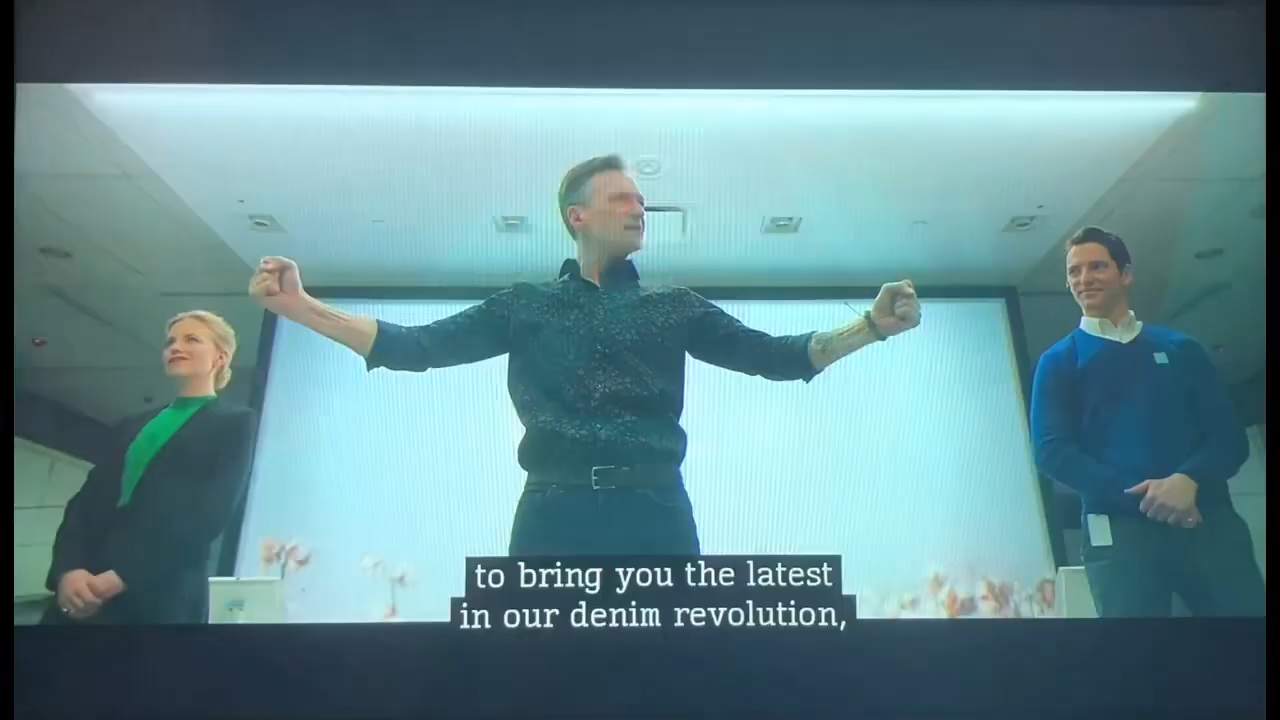 to bring you the latest
in our denim revolution,